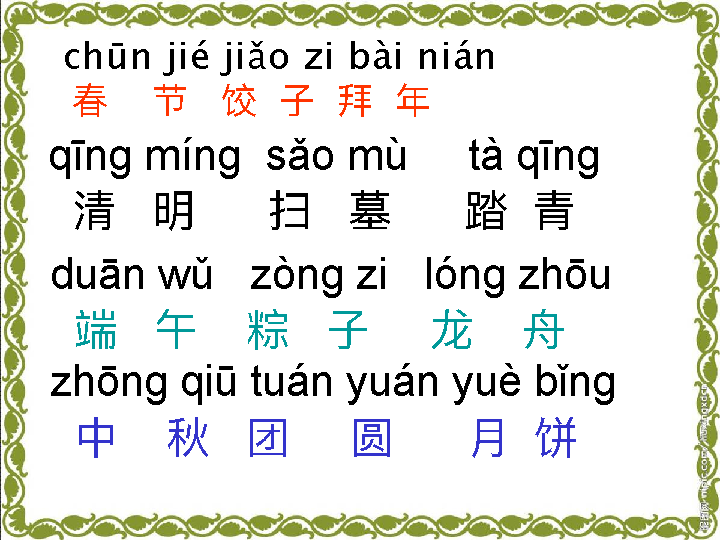 chūn jié jiǎo zi bài nián
春 节 饺 子 拜 年
qīng míng sǎo mù tà qīng
清 明 扫 墓 踏 青
duān wǔ zòng zi lóng zhōu
端 午 粽 子 龙 舟
zhōng qiū tuán yuán yuè bǐng
中 秋 团 圆 月 饼